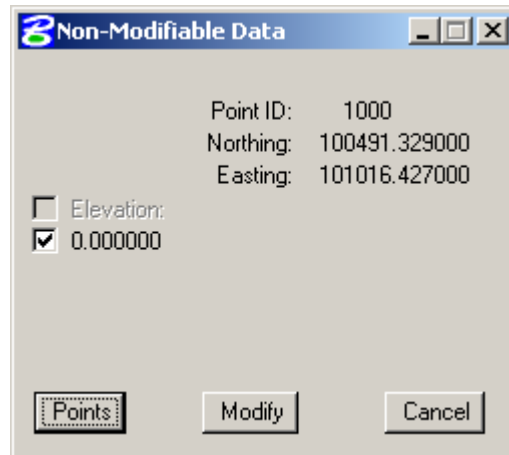 Non-Modifiable Data
Point ID: 1000
Northing: 100491.329000
Easting: 101016.427000
Elevation:
0.000000
Points Modify Cancel